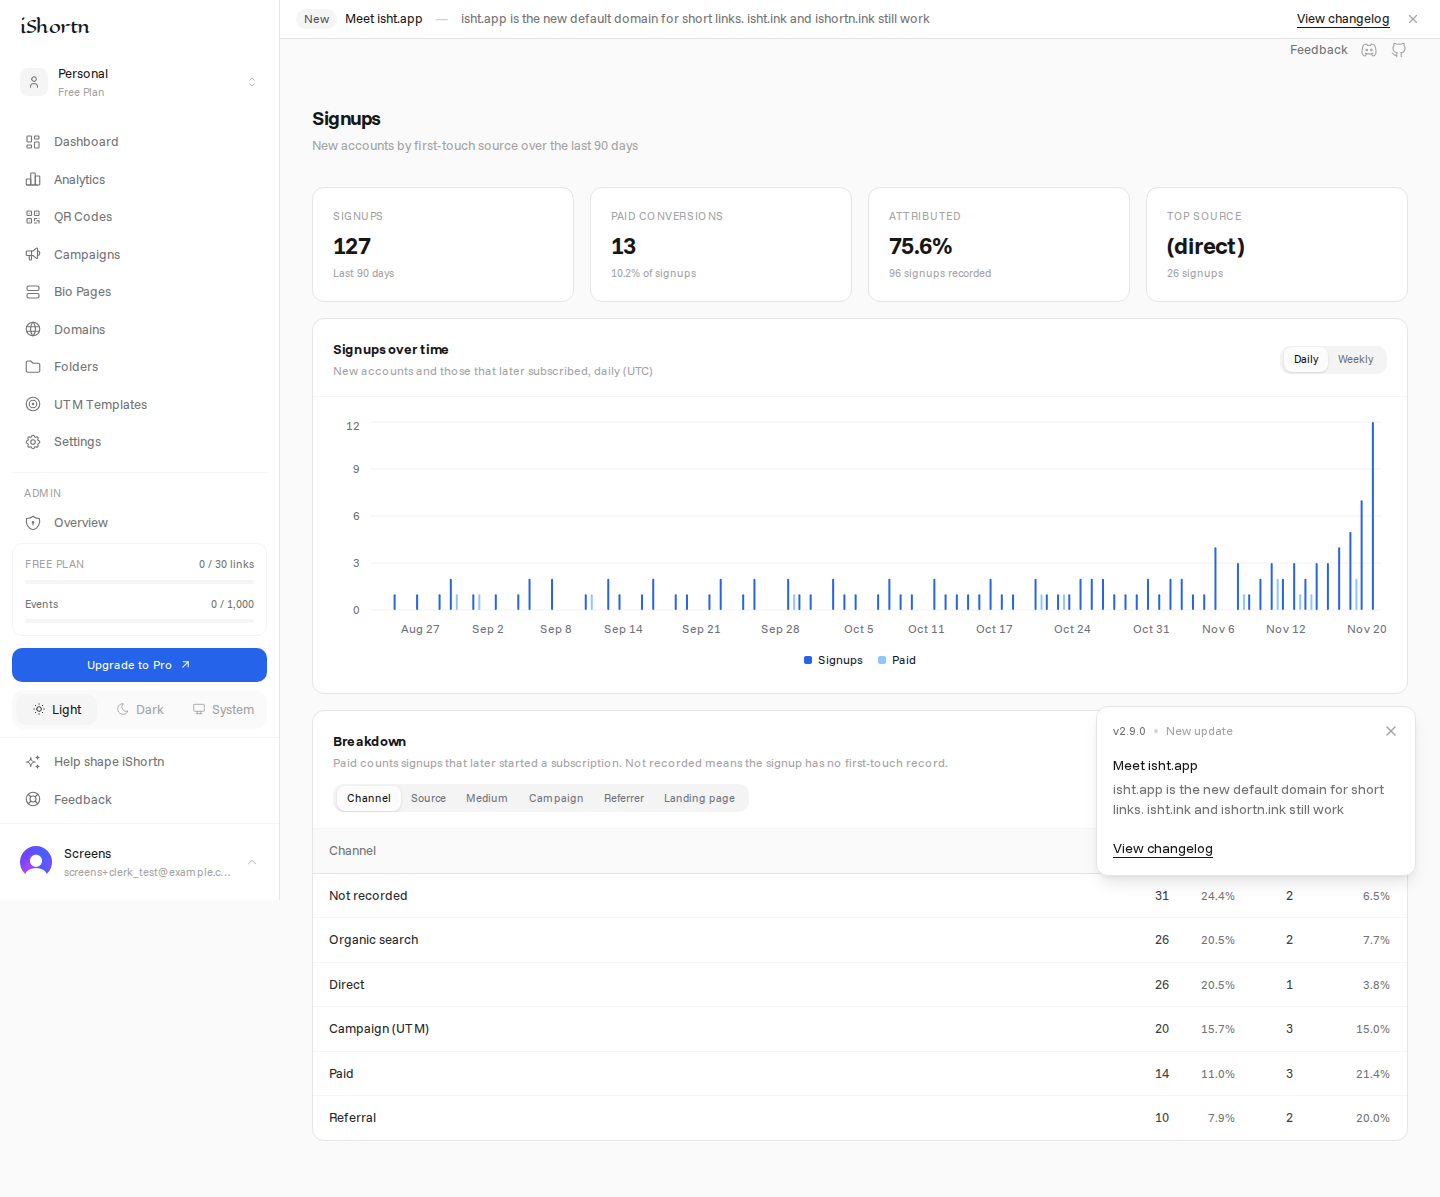 iShortn
Personal
Free Plan
Dashboard
Analytics
QR Codes
Campaigns
Bio Pages
Domains
Folders
UTM Templates
Settings
ADMIN
Overview
FREE PLAN 0 / 30 links
Events 0 / 1,000
Upgrade to Pro
Light Dark System
Help shape iShortn
Feedback
Screens
screens+clerk_test@example.c...
New Meet isht.app — isht.app is the new default domain for short links. isht.ink and ishortn.ink still work View changelog
Feedback
Signups
New accounts by first-touch source over the last 90 days
SIGNUPS
127
Last 90 days
PAID CONVERSIONS
13
10.2% of signups
ATTRIBUTED
75.6%
96 signups recorded
TOP SOURCE
(direct)
26 signups
Signups over time
New accounts and those that later subscribed, daily (UTC)
Daily Weekly
12
9
6
3
0
Aug 27 Sep 2 Sep 8 Sep 14 Sep 21 Sep 28 Oct 5 Oct 11 Oct 17 Oct 24 Oct 31 Nov 6 Nov 12 Nov 20
Signups Paid
Breakdown
Paid counts signups that later started a subscription. Not recorded means the signup has no first-touch record.
Channel Source Medium Campaign Referrer Landing page
Channel
Not recorded 31 24.4% 2 6.5%
Organic search 26 20.5% 2 7.7%
Direct 26 20.5% 1 3.8%
Campaign (UTM) 20 15.7% 3 15.0%
Paid 14 11.0% 3 21.4%
Referral 10 7.9% 2 20.0%
v2.9.0 • New update
Meet isht.app
isht.app is the new default domain for short
links. isht.ink and ishortn.ink still work
View changelog